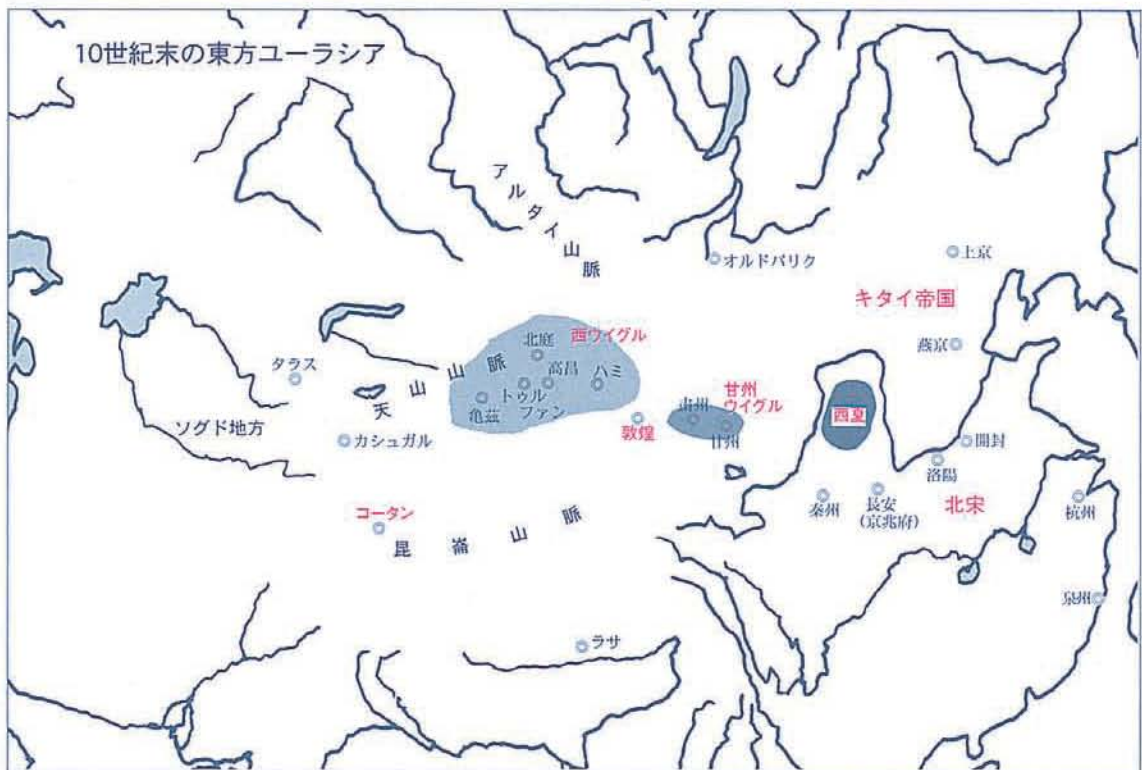 10世紀末の東方ユーラシア
アルタイ山脈
オルドバリク
上京
キタイ帝国
燕京
西ウイグル
北庭
高昌
ハミ
トゥル
ファン
亀茲
タラス
天山山脈
ソグド地方
カシュガル
敦煌
甘州
ウイグル
粛州
甘州
西夏
開封
洛陽
北宋
秦州
長安
(京兆府)
杭州
コータン
昆崙山脈
泉州
ラサ